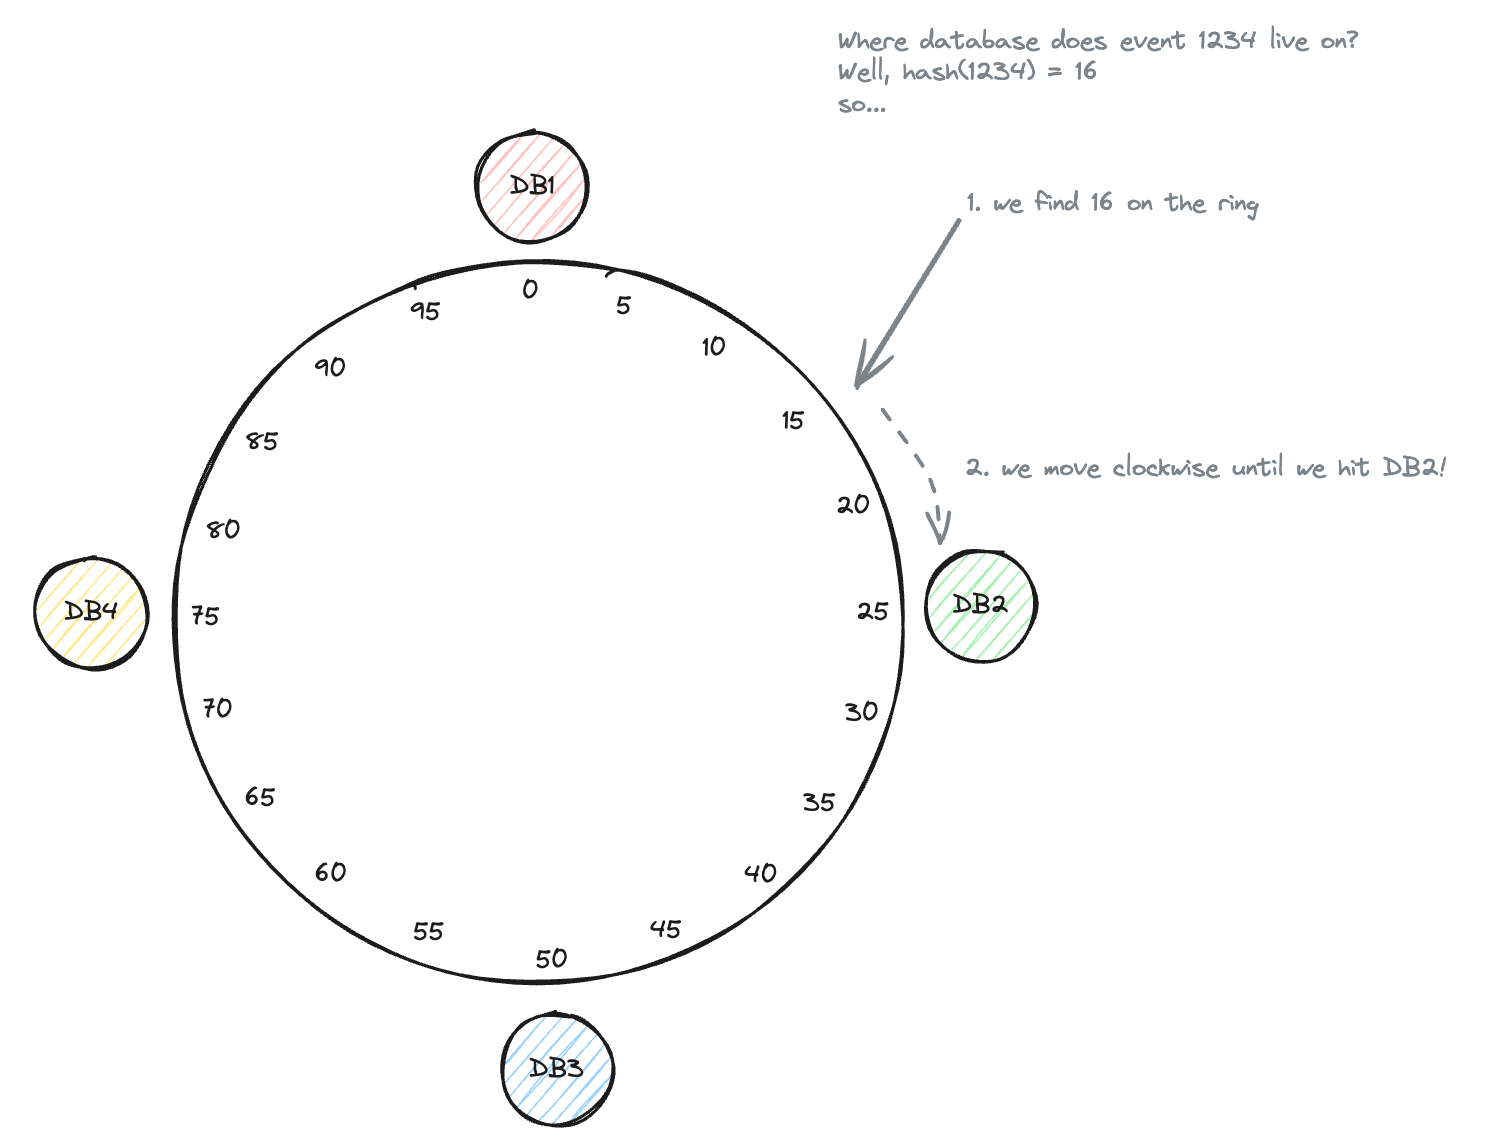 Where database does event 1234 live on?
Well, hash(1234) = 16
so...
DB1
1. we find 16 on the ring
0
95
5
10
90
15
85
2. we move clockwise until we hit DB2!
20
80
DB4
75
25
DB2
70
30
65
35
60
40
55
45
50
DB3